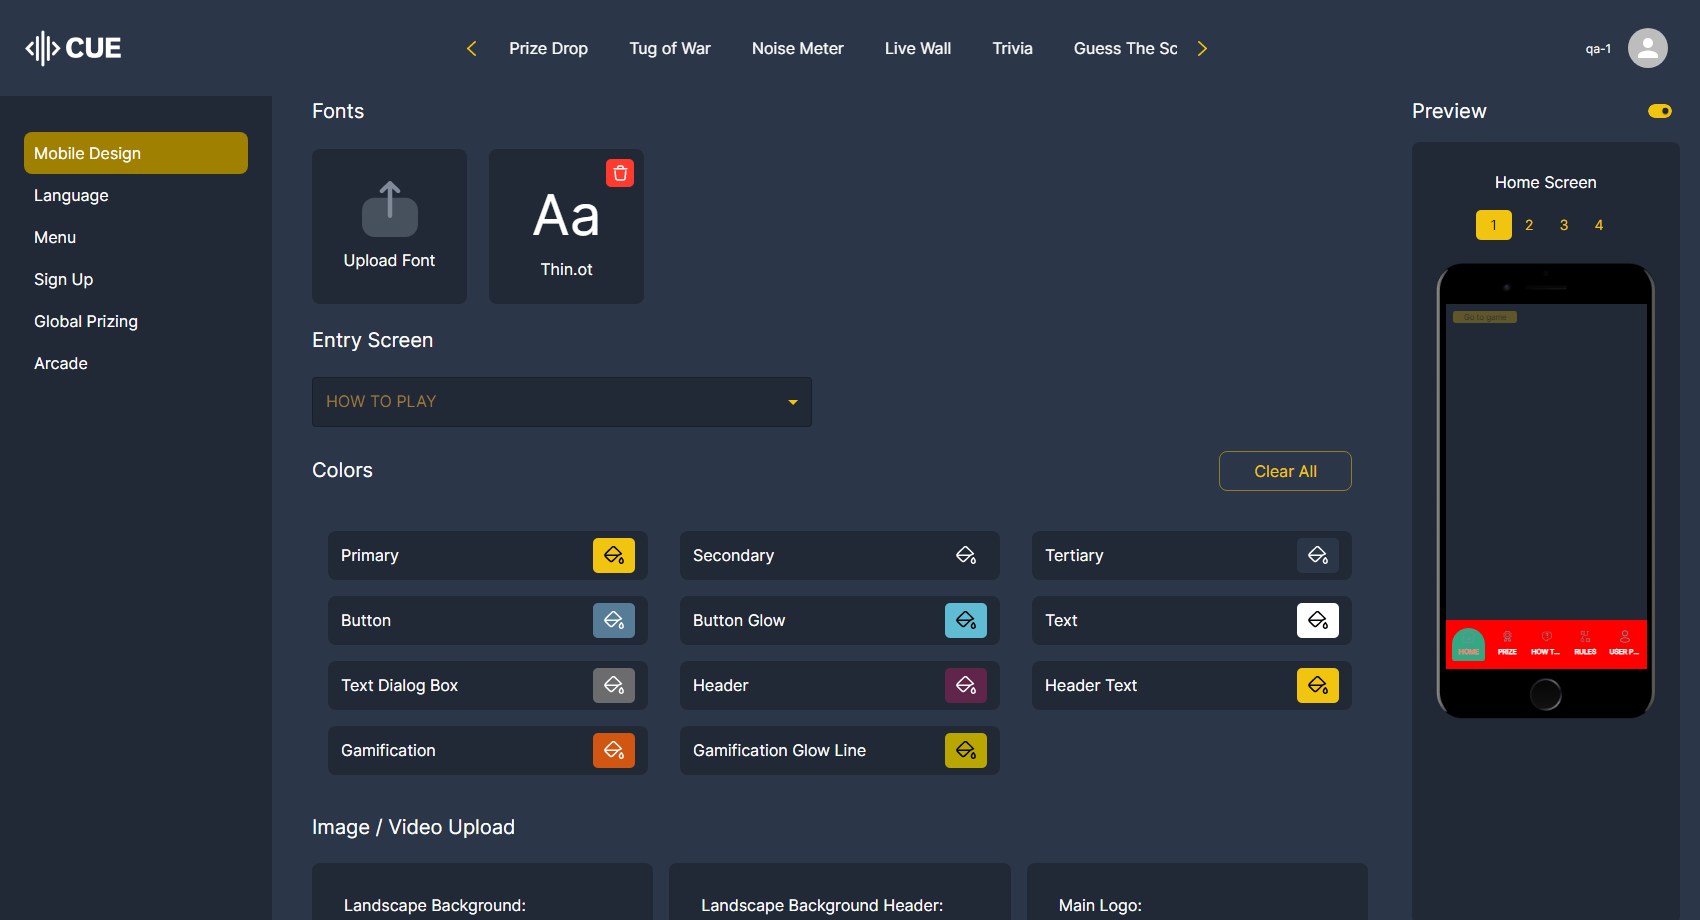 CUE
Prize Drop
Tug of War
Noise Meter
Live Wall
Trivia
Guess The Sc
qa-1
Mobile Design
Language
Menu
Sign Up
Global Prizing
Arcade
Fonts
Upload Font
Aa
Thin.ot
Entry Screen
HOW TO PLAY
Colors
Clear All
Primary
Secondary
Tertiary
Button
Button Glow
Text
Text Dialog Box
Header
Header Text
Gamification
Gamification Glow Line
Image / Video Upload
Landscape Background:
Landscape Background Header:
Main Logo:
Preview
Home Screen
1 2 3 4
Go to game
HOME
PRIZE
HOW T...
RULES
USER P...